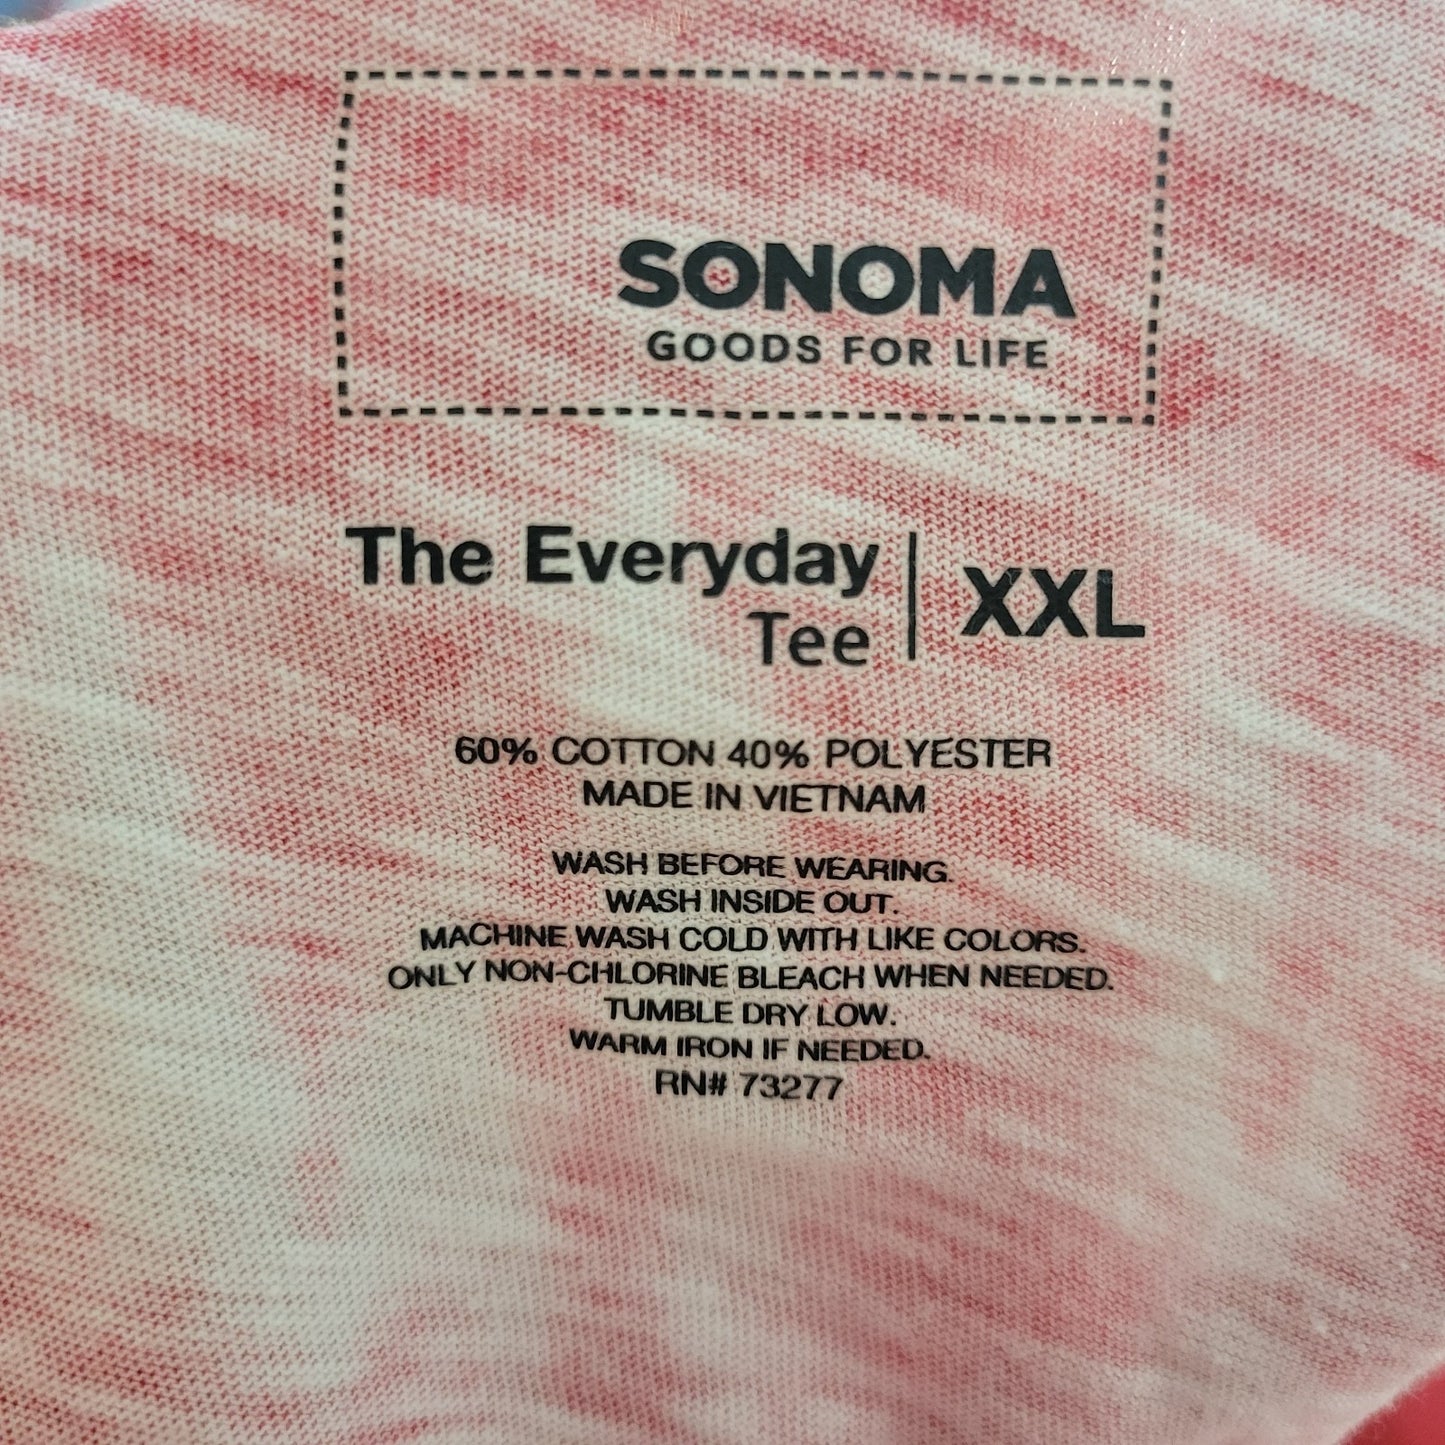 SONOMA
GOODS FOR LIFE
The Everyday
Tee
XXL
60% COTTON 40% POLYESTER
MADE IN VIETNAM
WASH BEFORE WEARING.
WASH INSIDE OUT.
MACHINE WASH COLD WITH LIKE COLORS.
ONLY NON-CHLORINE BLEACH WHEN NEEDED.
TUMBLE DRY LOW.
WARM IRON IF NEEDED.
RN# 73277